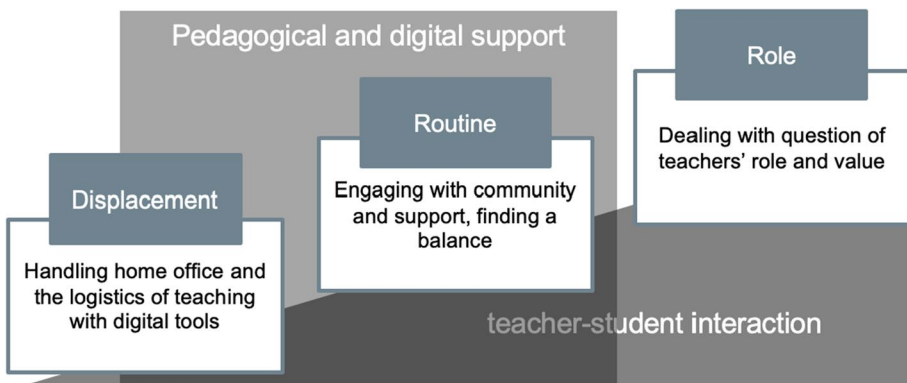 Pedagogical and digital support
Role
Dealing with question of
teachers' role and value
Routine
Engaging with community
and support, finding a
balance
Displacement
Handling home office and
the logistics of teaching
with digital tools
teacher-student interaction